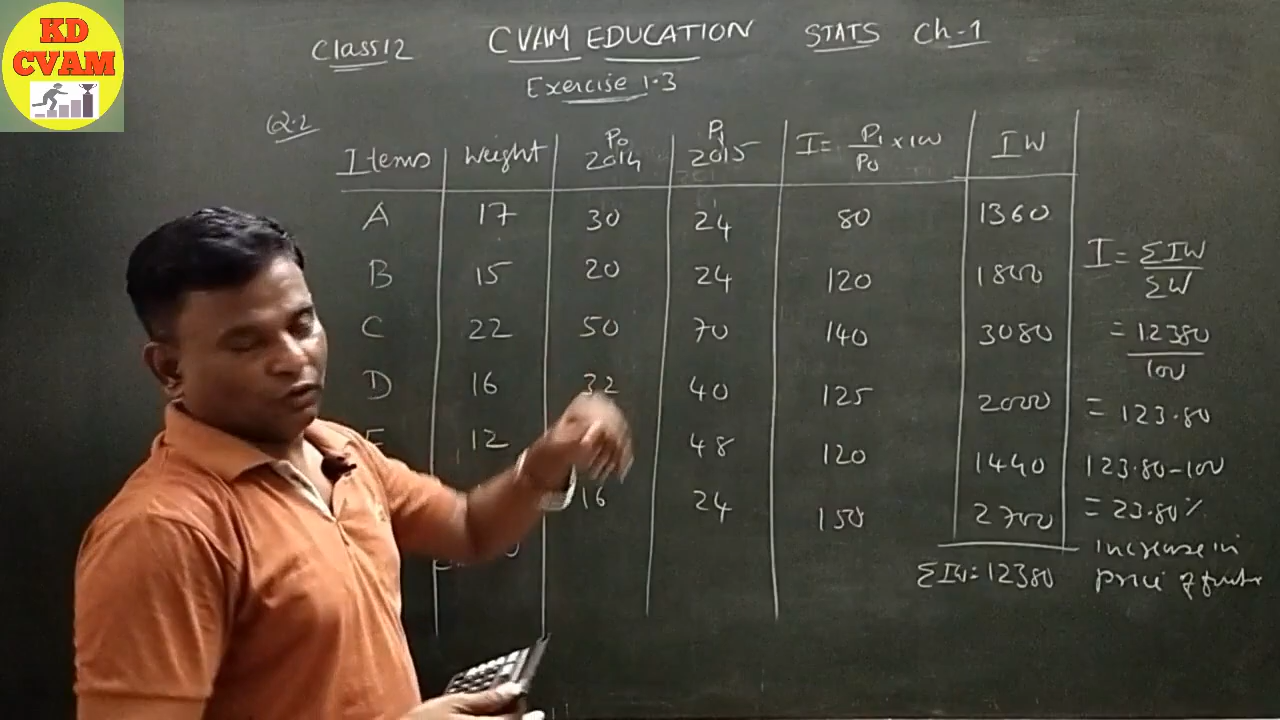 KD
CVAM
Class 12 CVAM EDUCATION STATS Ch-1
Exercise 1.3
Q.2
Items Weight P₀ 2014 P₁ 2015 I = P₁/P₀ x 100 IW
A 17 30 24 80 1360
B 15 20 24 120 1800
C 22 50 70 140 3080
D 16 32 40 125 2000
E 12 48 120 1440
16 24 150 2700
ΣIW = 12380
I = ΣIW/ΣW
= 12380/100
= 123.80
123.80-100
= 23.80%
increase in
price of